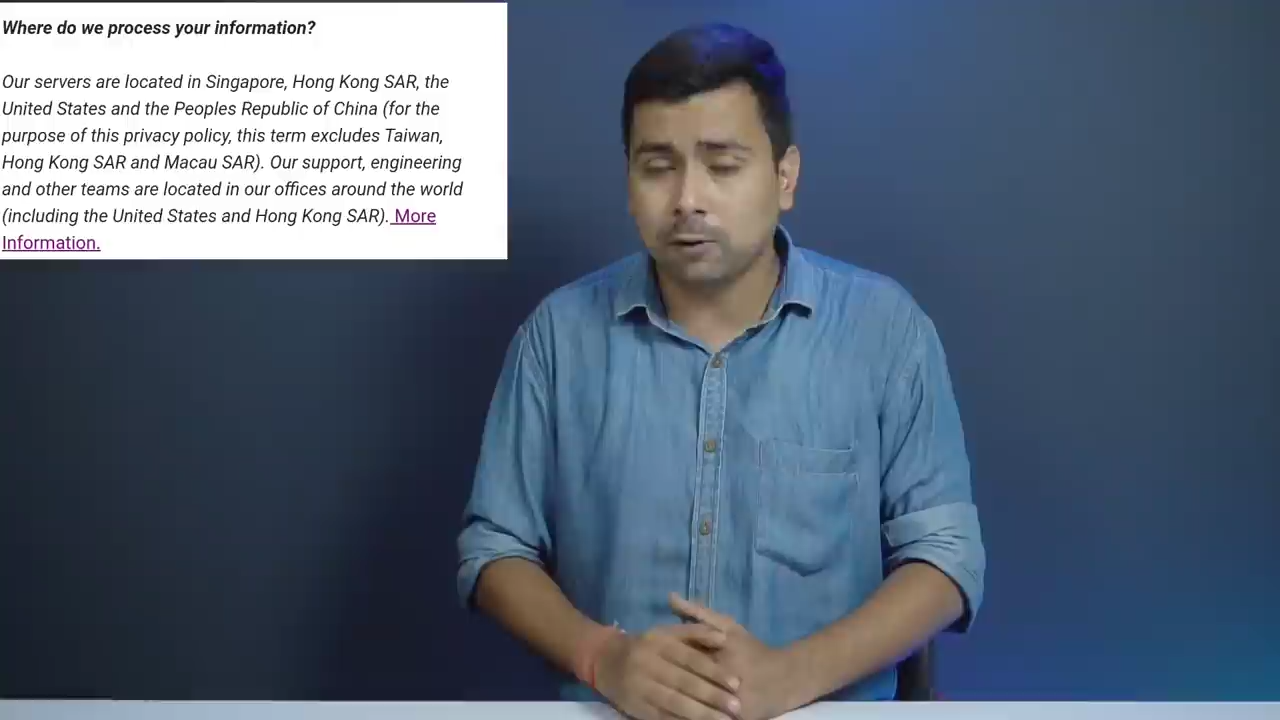 Where do we process your information?
Our servers are located in Singapore, Hong Kong SAR, the
United States and the Peoples Republic of China (for the
purpose of this privacy policy, this term excludes Taiwan,
Hong Kong SAR and Macau SAR). Our support, engineering
and other teams are located in our offices around the world
(including the United States and Hong Kong SAR). More
Information.